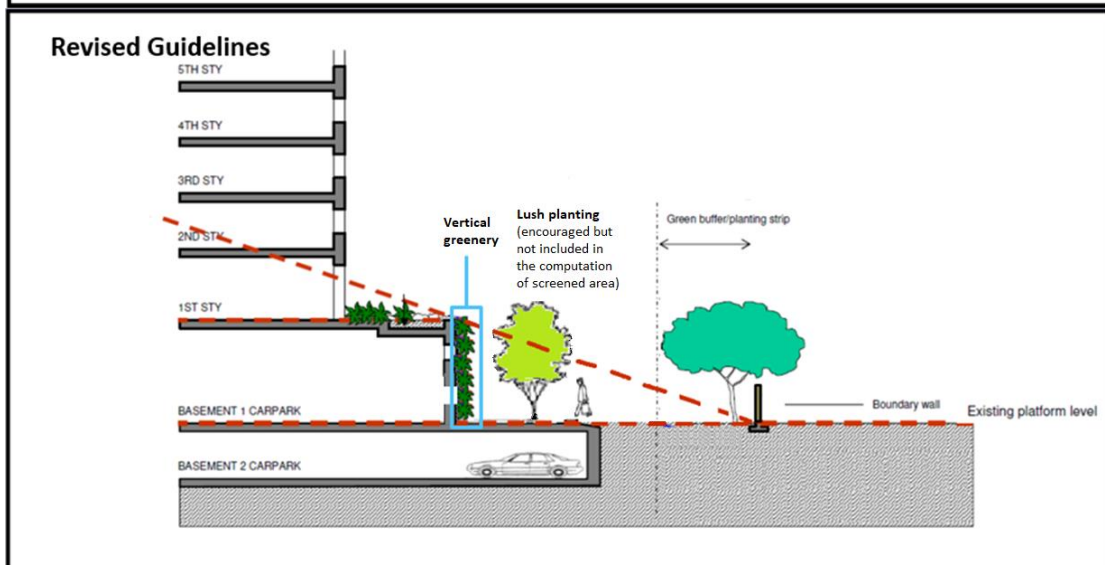 Revised Guidelines
5TH STY
4TH STY
3RD STY
2ND STY
1ST STY
BASEMENT 1 CARPARK
BASEMENT 2 CARPARK
Vertical
greenery
Lush planting
(encouraged but
not included in
the computation
of screened area)
Green buffer/planting strip
Boundary wall
Existing platform level